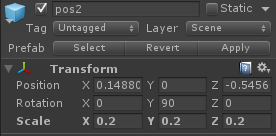 pos2 Static
Tag Untagged Layer Scene
Prefab Select Revert Apply
Transform
Position X 0.1488 Y 0 Z -0.5456
Rotation X 0 Y 90 Z 0
Scale X 0.2 Y 0.2 Z 0.2